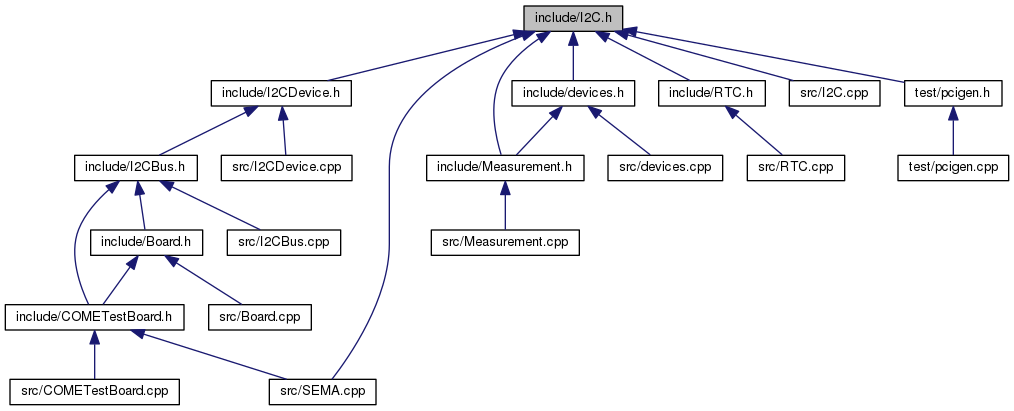 include/I2C.h
include/I2CDevice.h
include/devices.h
include/RTC.h
src/I2C.cpp
test/pcigen.h
include/I2CBus.h
src/I2CDevice.cpp
include/Measurement.h
src/devices.cpp
src/RTC.cpp
test/pcigen.cpp
include/Board.h
src/I2CBus.cpp
src/Measurement.cpp
include/COMETestBoard.h
src/Board.cpp
src/COMETestBoard.cpp
src/SEMA.cpp